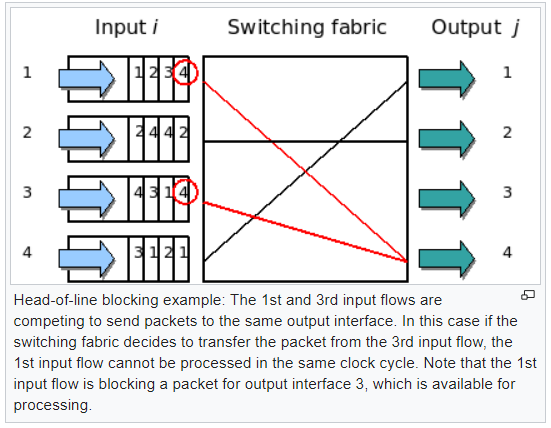 Input i Switching fabric Output j
1 1 2 3 4 1
2 2 4 4 2 2
3 4 3 1 4 3
4 3 1 2 1 4
Head-of-line blocking example: The 1st and 3rd input flows are
competing to send packets to the same output interface. In this case if the
switching fabric decides to transfer the packet from the 3rd input flow, the
1st input flow cannot be processed in the same clock cycle. Note that the 1st
input flow is blocking a packet for output interface 3, which is available for
processing.